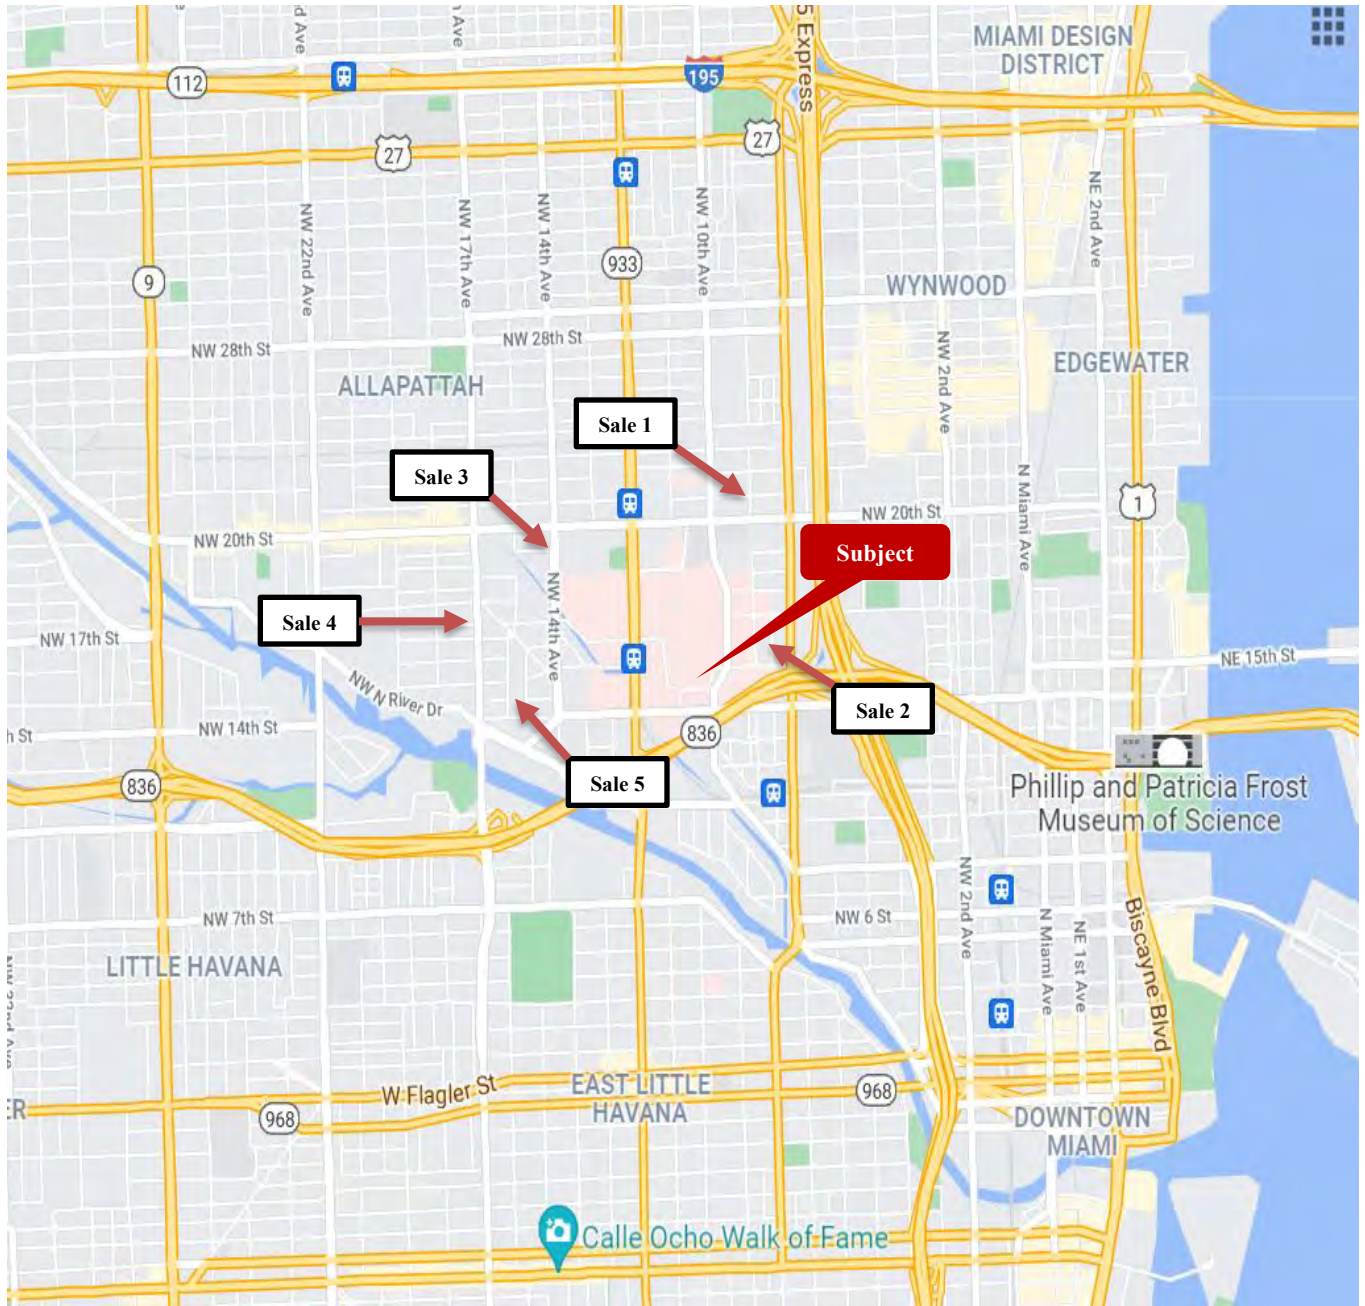 d Ave
h Ave
5 Express
MIAMI DESIGN
DISTRICT
112
195
27
27
NW 22nd Ave
NW 17th Ave
NW 14th Ave
NW 10th Ave
NE 2nd Ave
9
933
WYNWOOD
NW 28th St
NW 28th St
NW 2nd Ave
EDGEWATER
ALLAPATTAH
Sale 1
Sale 3
N Miami Ave
1
NW 20th St
NW 20th St
Subject
NW 14th Ave
Sale 4
NW 17th St
NE 15th St
NW N River Dr
Sale 2
NW 14th St
h St
836
Sale 5
836
Phillip and Patricia Frost
Museum of Science
NW 7th St
NW 6 St
NW 2nd Ave
N Miami Ave
NE 1st Ave
Biscayne Blvd
LITTLE HAVANA
W Flagler St
EAST LITTLE
HAVANA
968
968
ER
DOWNTOWN
MIAMI
Calle Ocho Walk of Fame